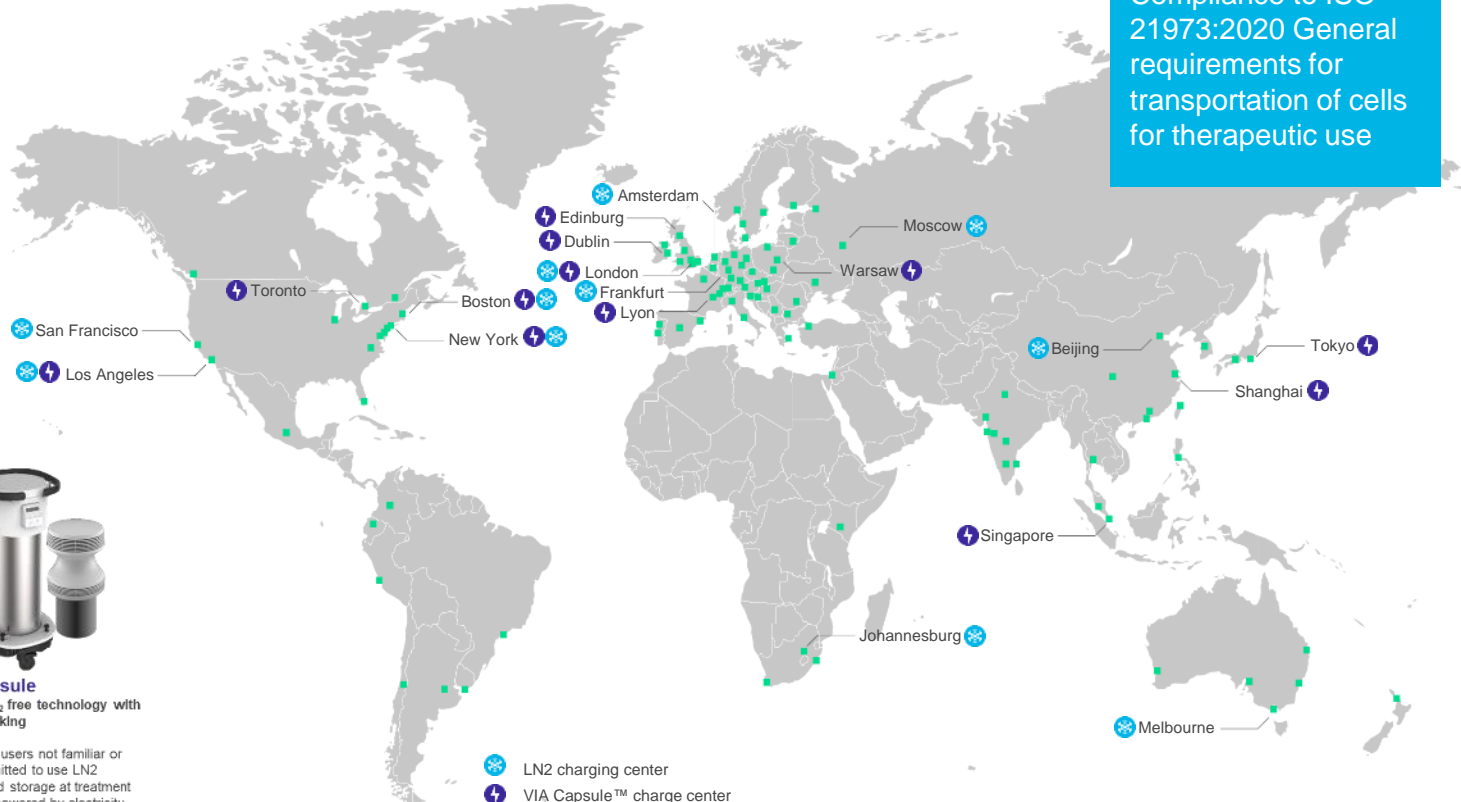 21973:2020 General
requirements for
transportation of cells
for therapeutic use
Amsterdam
Edinburg
Dublin
London
Frankfurt
Lyon
Moscow
Warsaw
Toronto
Boston
New York
San Francisco
Los Angeles
Beijing
Tokyo
Shanghai
Singapore
Johannesburg
Melbourne
sule
₂ free technology with
king
users not familiar or
itted to use LN2
d storage at treatment
LN2 charging center
VIA Capsule™ charge center